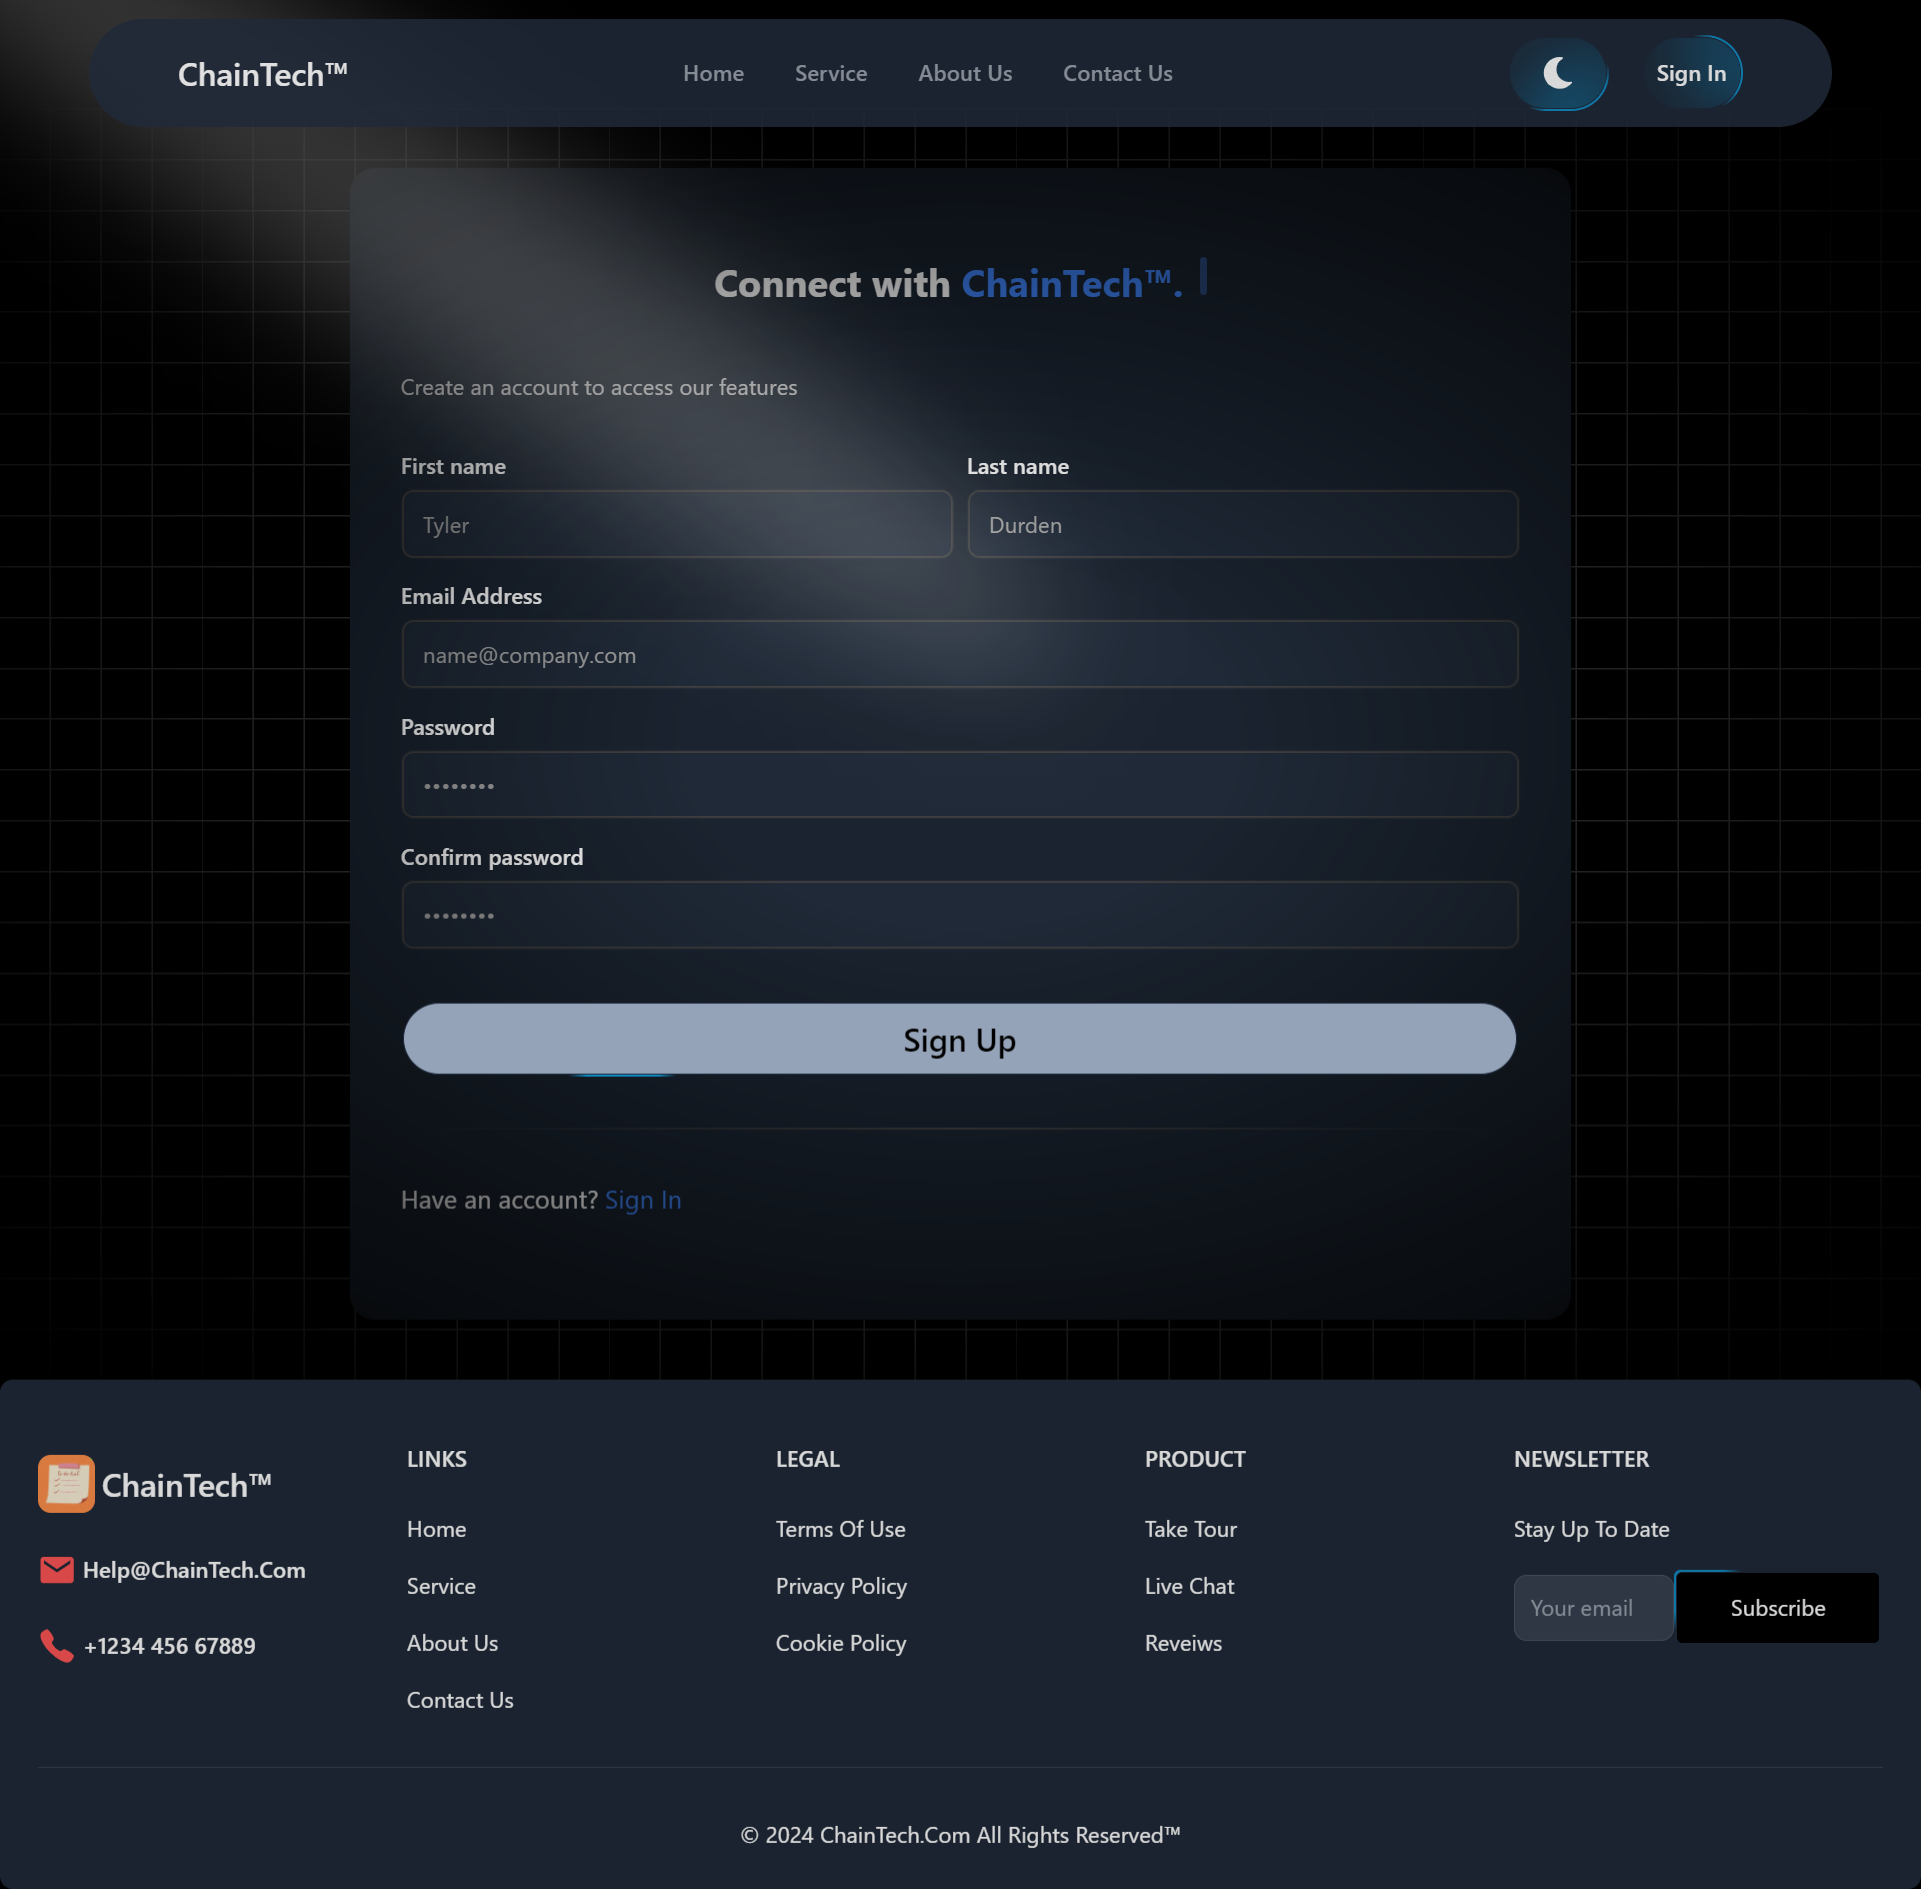 ChainTech™
Home Service About Us Contact Us
Sign In
Connect with ChainTech™.
Create an account to access our features
First name Last name
Tyler Durden
Email Address
name@company.com
Password
••••••••
Confirm password
••••••••
Sign Up
Have an account? Sign In
ChainTech™
Help@ChainTech.Com
+1234 456 67889
LINKS
Home
Service
About Us
Contact Us
LEGAL
Terms Of Use
Privacy Policy
Cookie Policy
PRODUCT
Take Tour
Live Chat
Reveiws
NEWSLETTER
Stay Up To Date
Your email Subscribe
© 2024 ChainTech.Com All Rights Reserved™